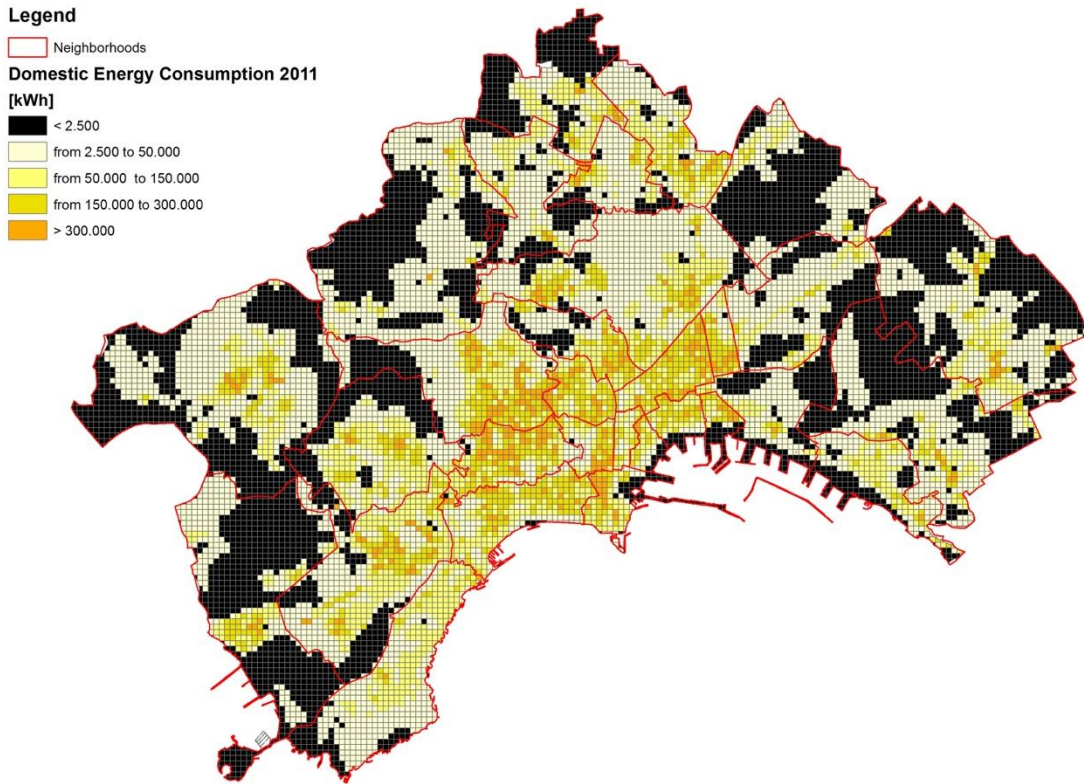 Legend
Neighborhoods
Domestic Energy Consumption 2011
[kWh]
< 2.500
from 2.500 to 50.000
from 50.000 to 150.000
from 150.000 to 300.000
> 300.000